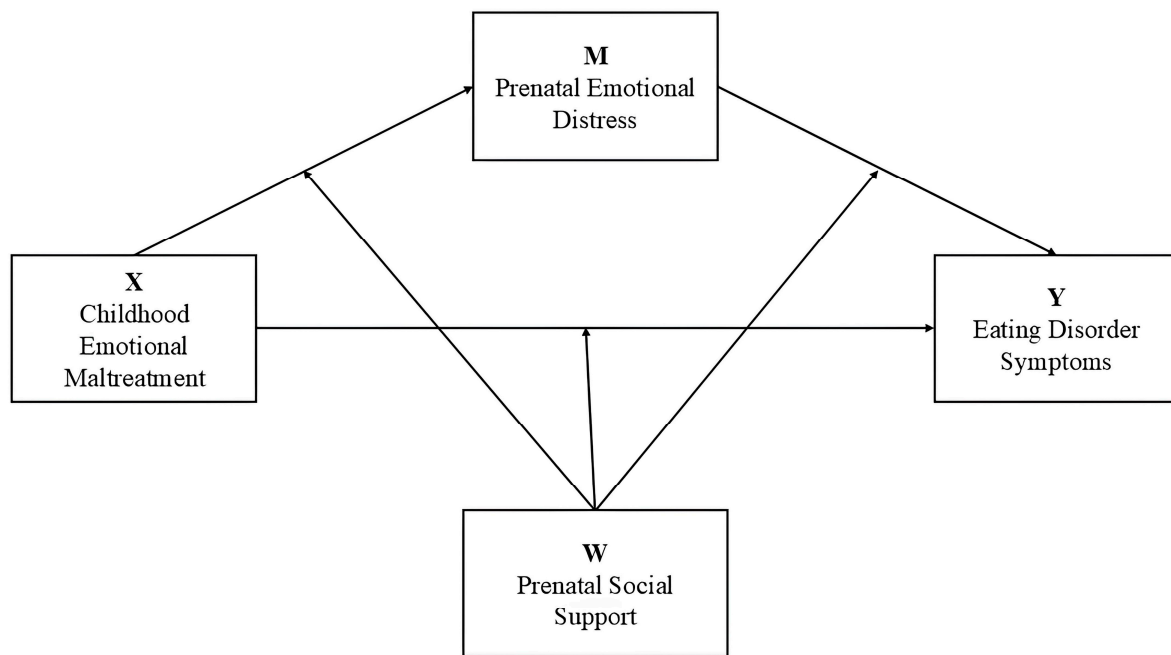 M
Prenatal Emotional
Distress
X
Childhood
Emotional
Maltreatment
Y
Eating Disorder
Symptoms
W
Prenatal Social
Support